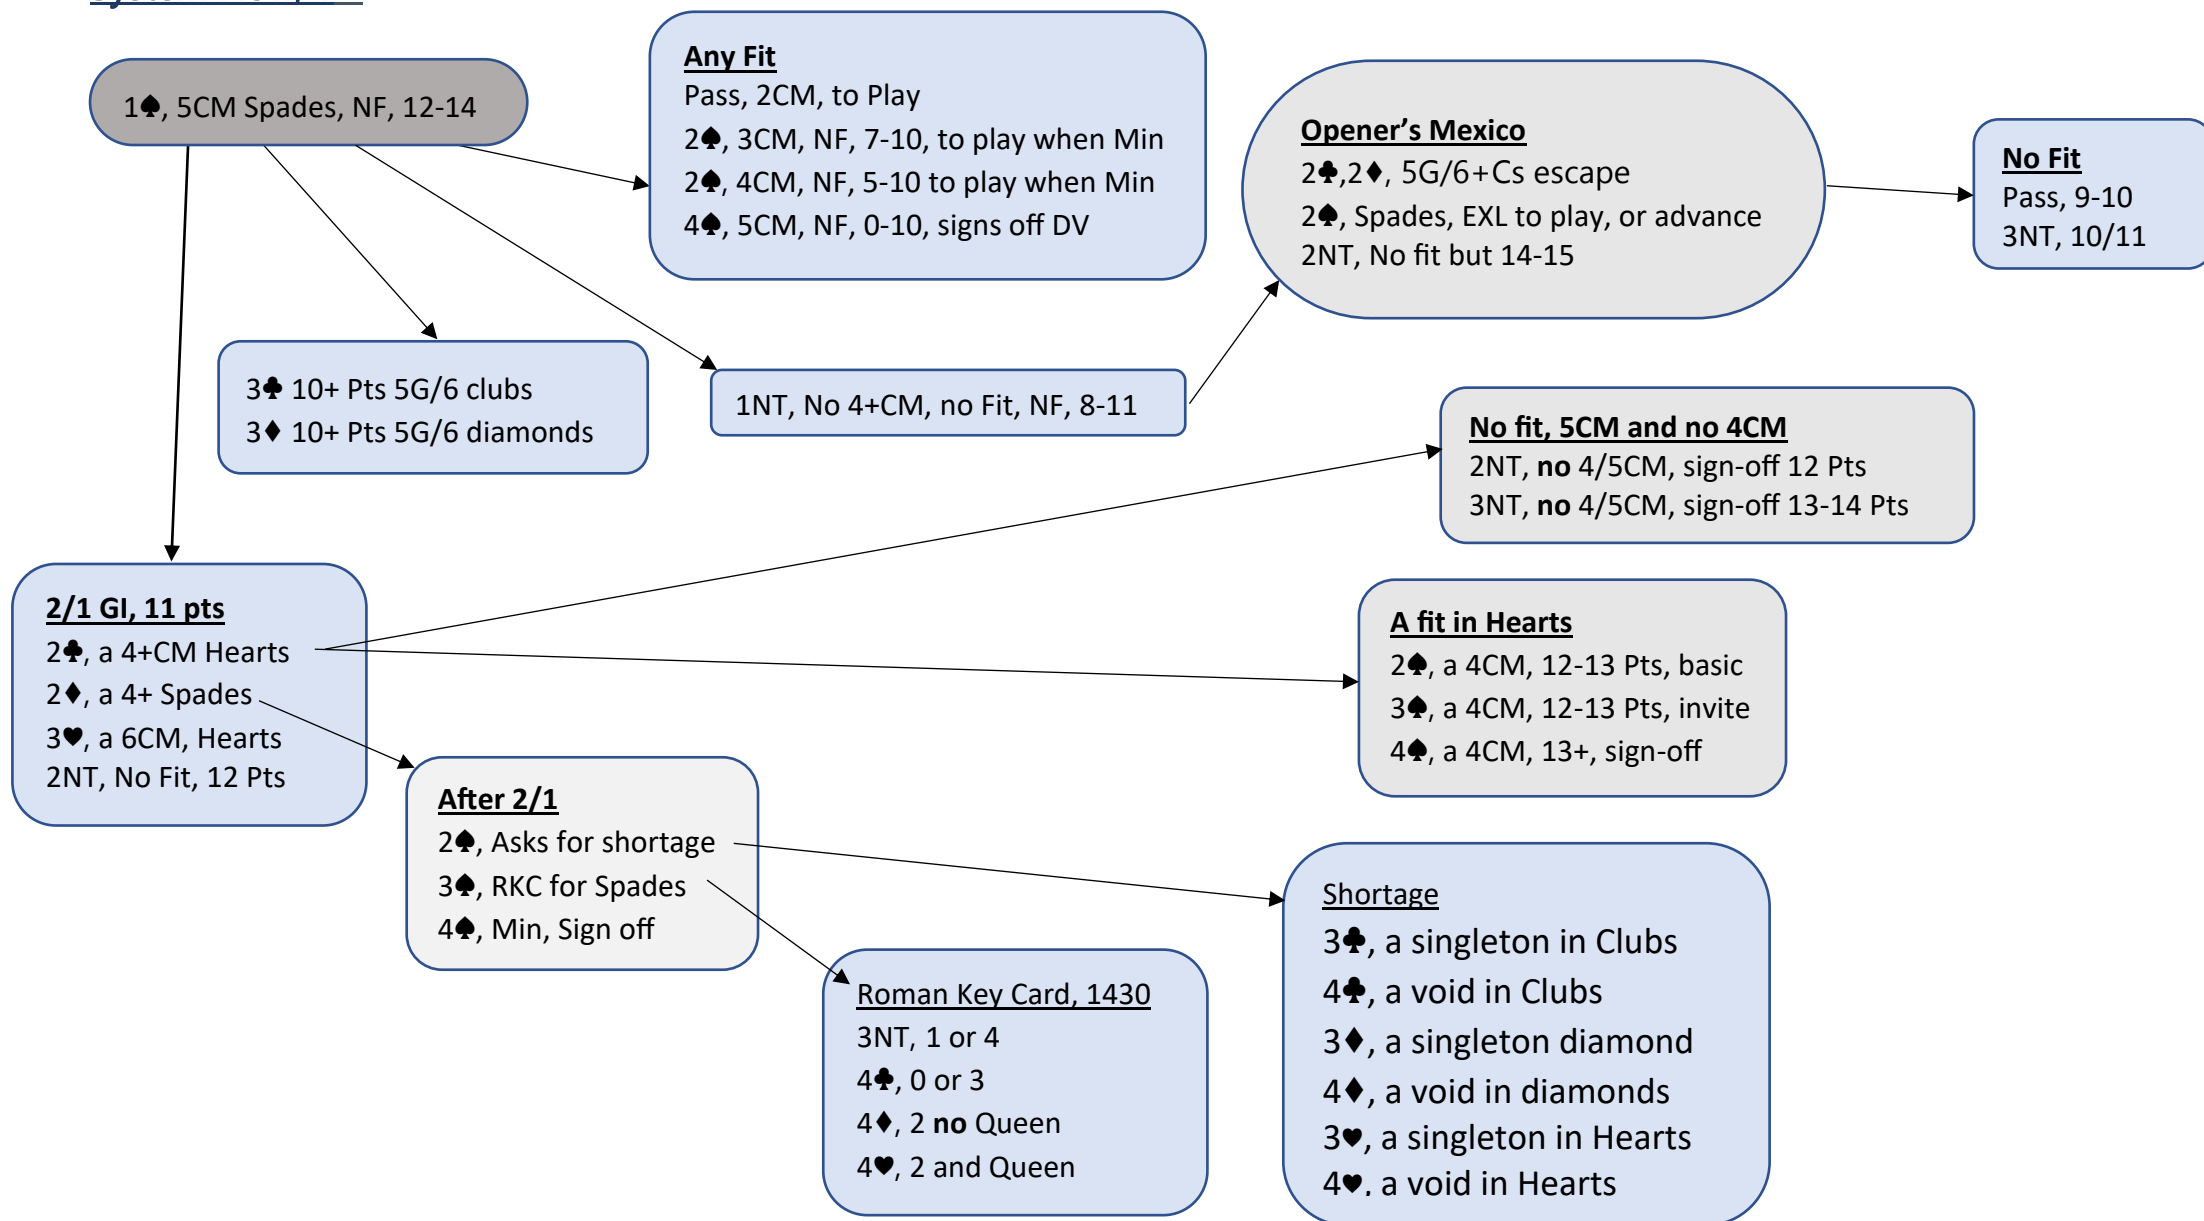 1♠, 5CM Spades, NF, 12-14
Any Fit
Pass, 2CM, to Play
2♠, 3CM, NF, 7-10, to play when Min
2♠, 4CM, NF, 5-10 to play when Min
4♠, 5CM, NF, 0-10, signs off DV
Opener’s Mexico
2♣,2♦, 5G/6+Cs escape
2♠, Spades, EXL to play, or advance
2NT, No fit but 14-15
No Fit
Pass, 9-10
3NT, 10/11
3♣ 10+ Pts 5G/6 clubs
3♦ 10+ Pts 5G/6 diamonds
1NT, No 4+CM, no Fit, NF, 8-11
No fit, 5CM and no 4CM
2NT, no 4/5CM, sign-off 12 Pts
3NT, no 4/5CM, sign-off 13-14 Pts
2/1 GI, 11 pts
2♣, a 4+CM Hearts
2♦, a 4+ Spades
3♥, a 6CM, Hearts
2NT, No Fit, 12 Pts
A fit in Hearts
2♠, a 4CM, 12-13 Pts, basic
3♠, a 4CM, 12-13 Pts, invite
4♠, a 4CM, 13+, sign-off
After 2/1
2♠, Asks for shortage
3♠, RKC for Spades
4♠, Min, Sign off
Roman Key Card, 1430
3NT, 1 or 4
4♣, 0 or 3
4♦, 2 no Queen
4♥, 2 and Queen
Shortage
3♣, a singleton in Clubs
4♣, a void in Clubs
3♦, a singleton diamond
4♦, a void in diamonds
3♥, a singleton in Hearts
4♥, a void in Hearts